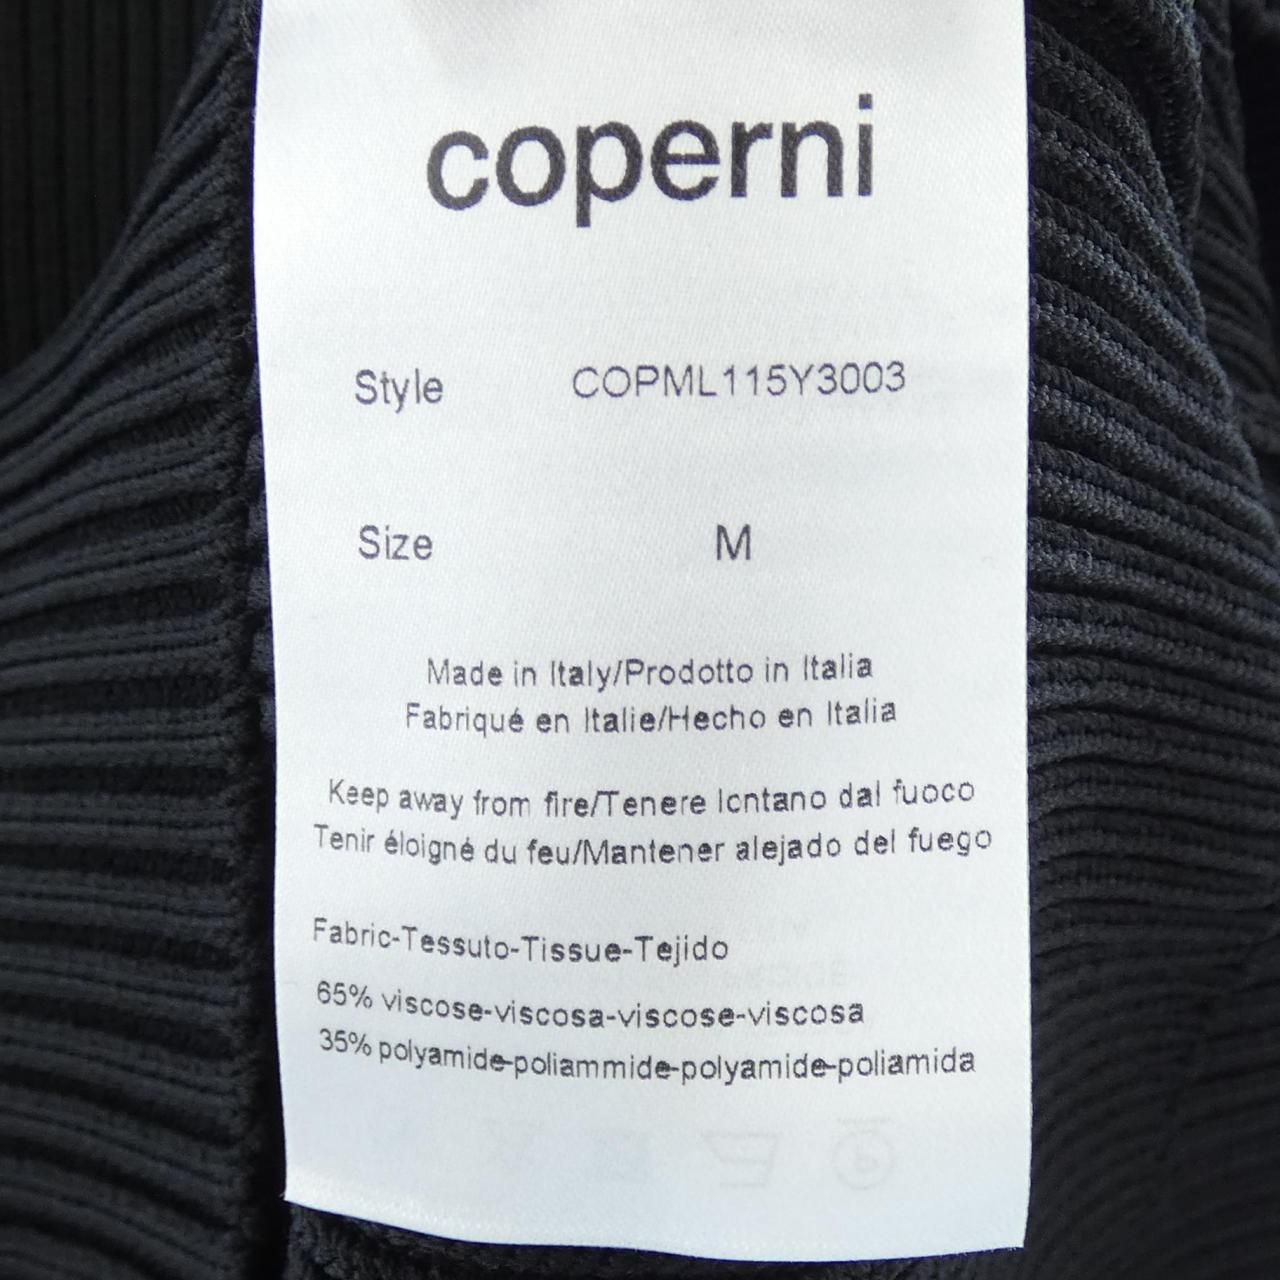 coperni
Style COPML115Y3003
Size M
Made in Italy/Prodotto in Italia
Fabriqué en Italie/Hecho en Italia
Keep away from fire/Tenere lcntano dal fuoco
Tenir éloigné du feu/Mantener alejado del fuego
Fabric-Tessuto-Tissue-Tejido
65% viscose-viscosa-viscose-viscosa
35% polyamide-poliammide-polyamide-poliamida